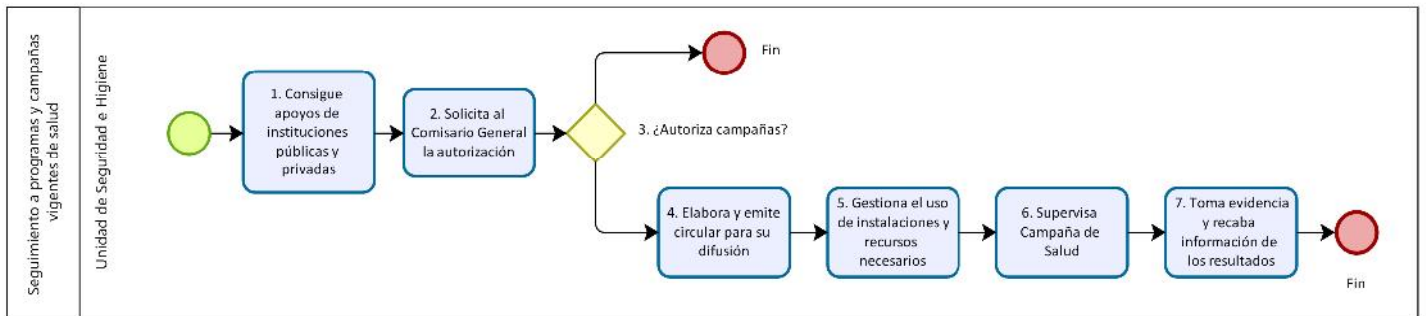 Seguimiento a programas y campañas
vigentes de salud
Unidad de Seguridad e Higiene
1. Consigue
apoyos de
instituciones
públicas y
privadas
2. Solicita al
Comisario General
la autorización
3. ¿Autoriza campañas?
Fin
4. Elabora y emite
circular para su
difusión
5. Gestiona el uso
de instalaciones y
recursos
necesarios
6. Supervisa
Campaña de
Salud
7. Toma evidencia
y recaba
información de
los resultados
Fin